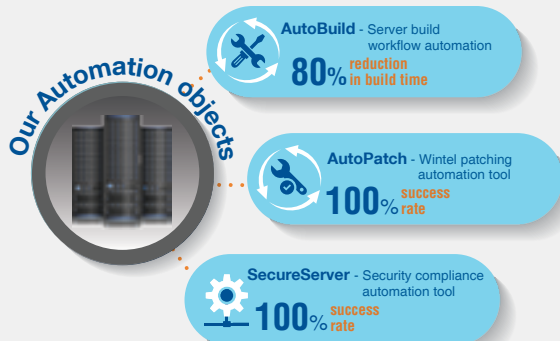 Our Automation objects
AutoBuild - Server build
workflow automation
80% reduction
in build time
AutoPatch - Wintel patching
automation tool
100% success
rate
SecureServer - Security compliance
automation tool
100% success
rate